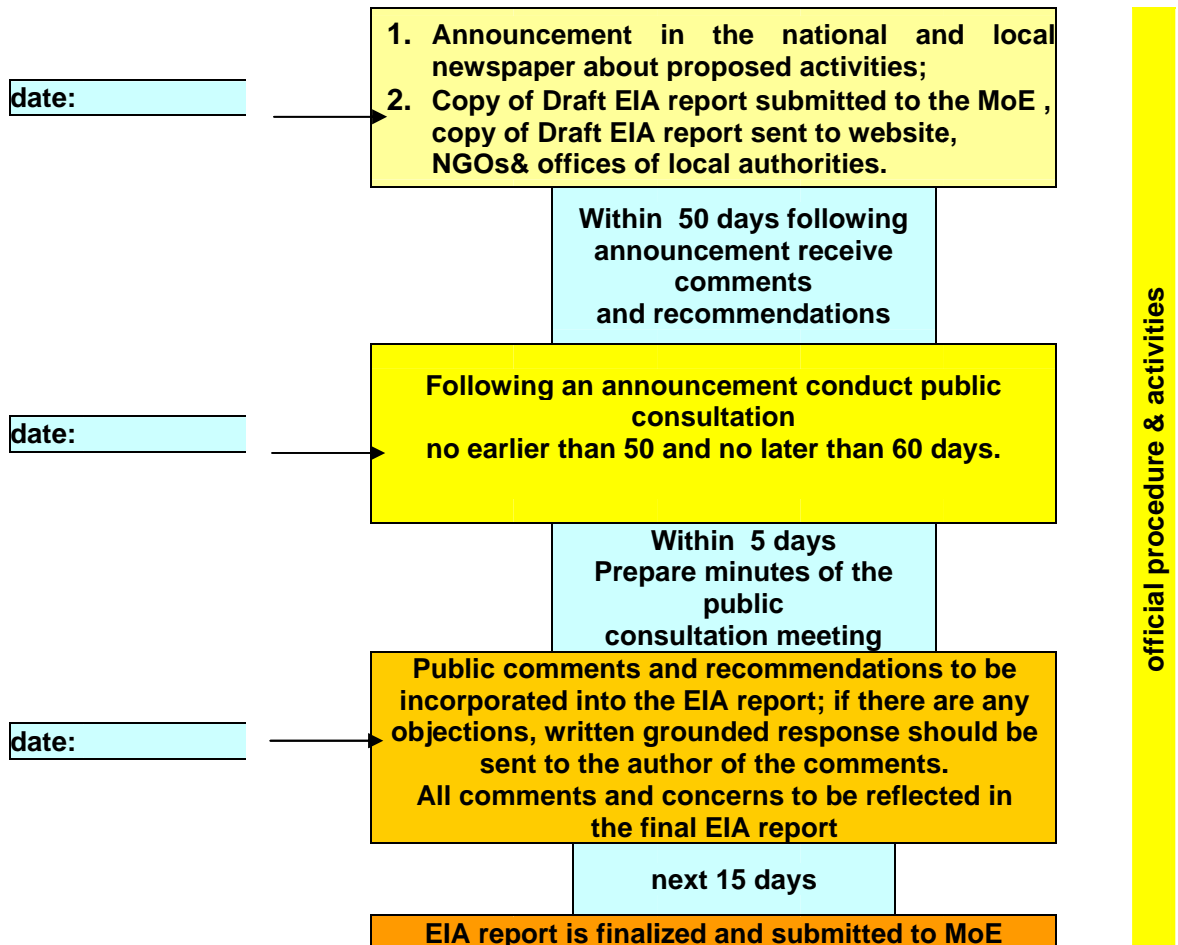 1. Announcement in the national and local
newspaper about proposed activities;
date:
2. Copy of Draft EIA report submitted to the MoE ,
copy of Draft EIA report sent to website,
NGOs& offices of local authorities.
Within 50 days following
announcement receive
comments
and recommendations
Following an announcement conduct public
consultation
date:
no earlier than 50 and no later than 60 days.
Within 5 days
Prepare minutes of the
public
consultation meeting
Public comments and recommendations to be
incorporated into the EIA report; if there are any
date:
objections, written grounded response should be
sent to the author of the comments.
All comments and concerns to be reflected in
the final EIA report
next 15 days
EIA report is finalized and submitted to MoE
official procedure & activities